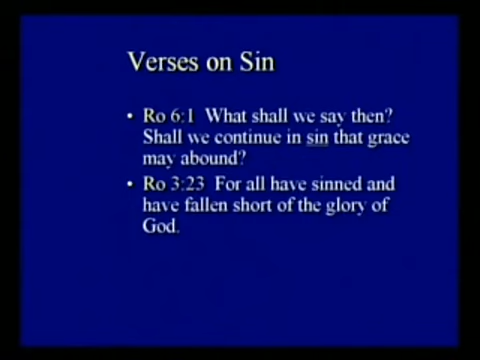 Verses on Sin
• Ro 6:1 What shall we say then?
Shall we continue in sin that grace
may abound?
• Ro 3:23 For all have sinned and
have fallen short of the glory of
God.